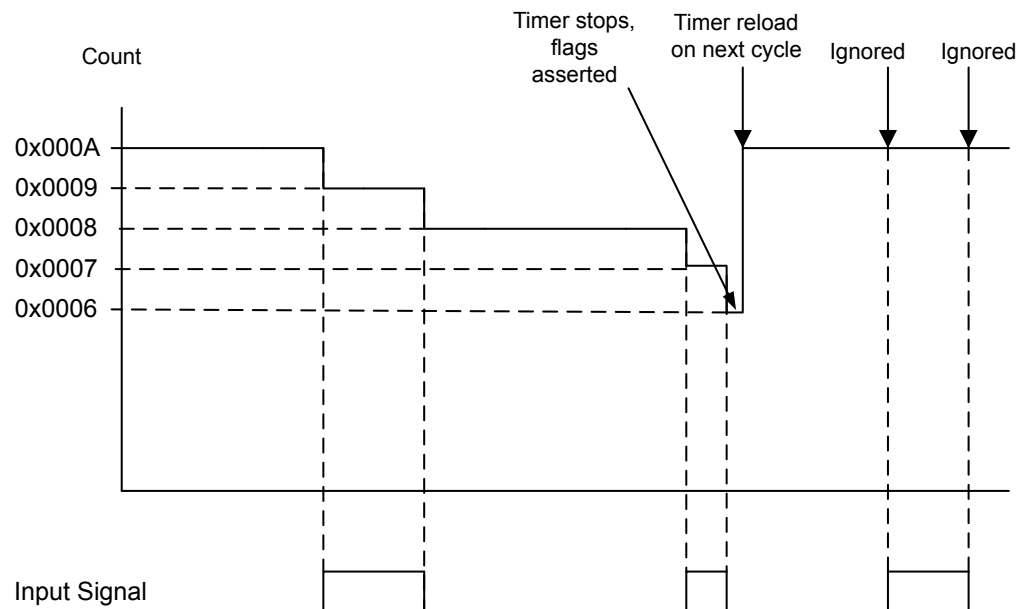 Timer stops,
flags
asserted
Timer reload
on next cycle
Ignored
Ignored
Count
0x000A
0x0009
0x0008
0x0007
0x0006
Input Signal